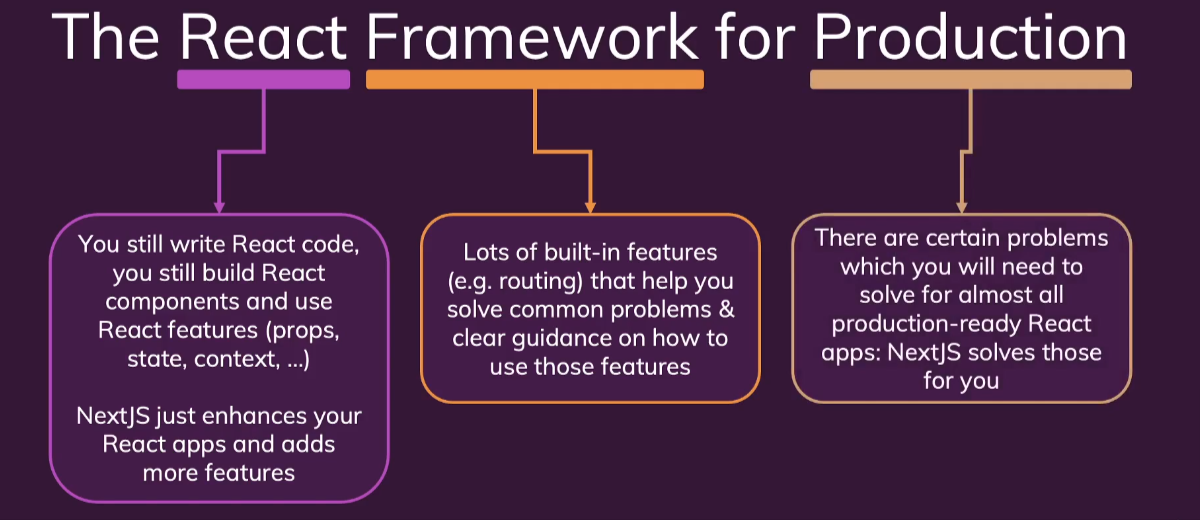 The React Framework for Production
You still write React code,
you still build React
components and use
React features (props,
state, context, ...)
NextJS just enhances your
React apps and adds
more features
Lots of built-in features
(e.g. routing) that help you
solve common problems &
clear guidance on how to
use those features
There are certain problems
which you will need to
solve for almost all
production-ready React
apps: NextJS solves those
for you